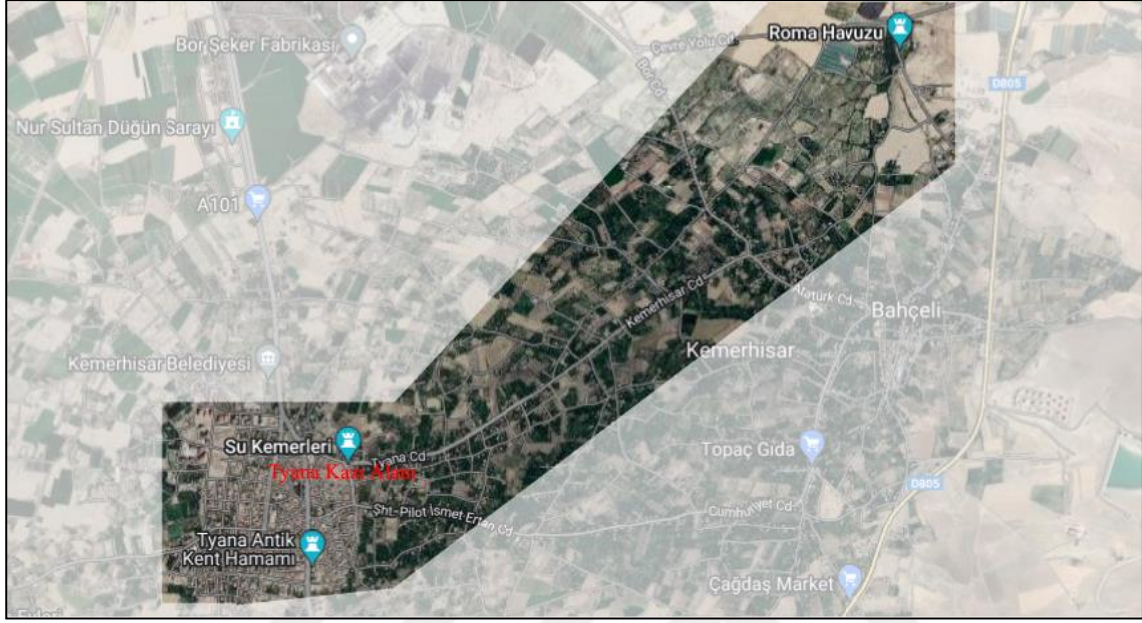 Roma Havuzu
Bor Şeker Fabrikası
Çevre Yolu Cd.
Bor Cd.
D805
Nur Sultan Düğün Sarayı
A101
Kemerhisar Cd.
Atatürk Cd.
Bahçeli
Kemerhisar
Kemerhisar Belediyesi
Su Kemerleri
Tyana Cd.
Tyana Kazı Alanı
Topaç Gıda
D805
Şht. Pilot İsmet Ertan Cd.
Cumhuriyet Cd.
Tyana Antik
Kent Hamamı
Çağdaş Market